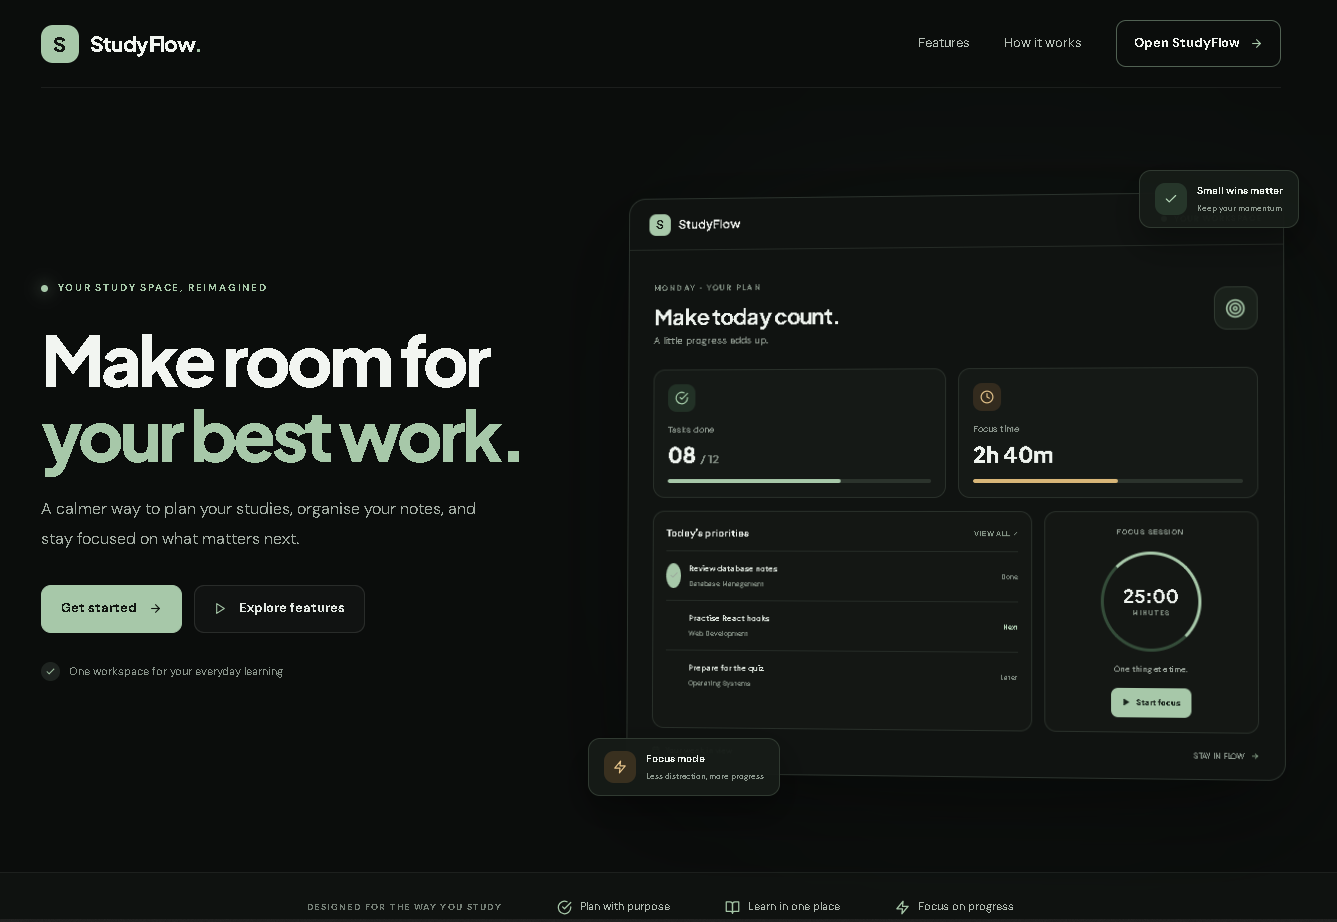 S StudyFlow.
Features
How it works
Open StudyFlow →
YOUR STUDY SPACE, REIMAGINED
Make room for
your best work.
A calmer way to plan your studies, organise your notes, and
stay focused on what matters next.
Get started →
Explore features
One workspace for your everyday learning
Small wins matter
Keep your momentum
S StudyFlow
MONDAY - YOUR PLAN
Make today count.
A little progress adds up.
Tasks done
08 / 12
Focus time
2h 40m
Today's priorities
VIEW ALL
Review database notes
Database Management
Done
Practise React hooks
Web Development
Next
Prepare for the quiz
Operating Systems
Later
FOCUS SESSION
25:00
MINUTES
One thing at a time.
Start focus
Focus mode
Less distraction, more progress
STAY IN FLOW →
DESIGNED FOR THE WAY YOU STUDY
Plan with purpose
Learn in one place
Focus on progress